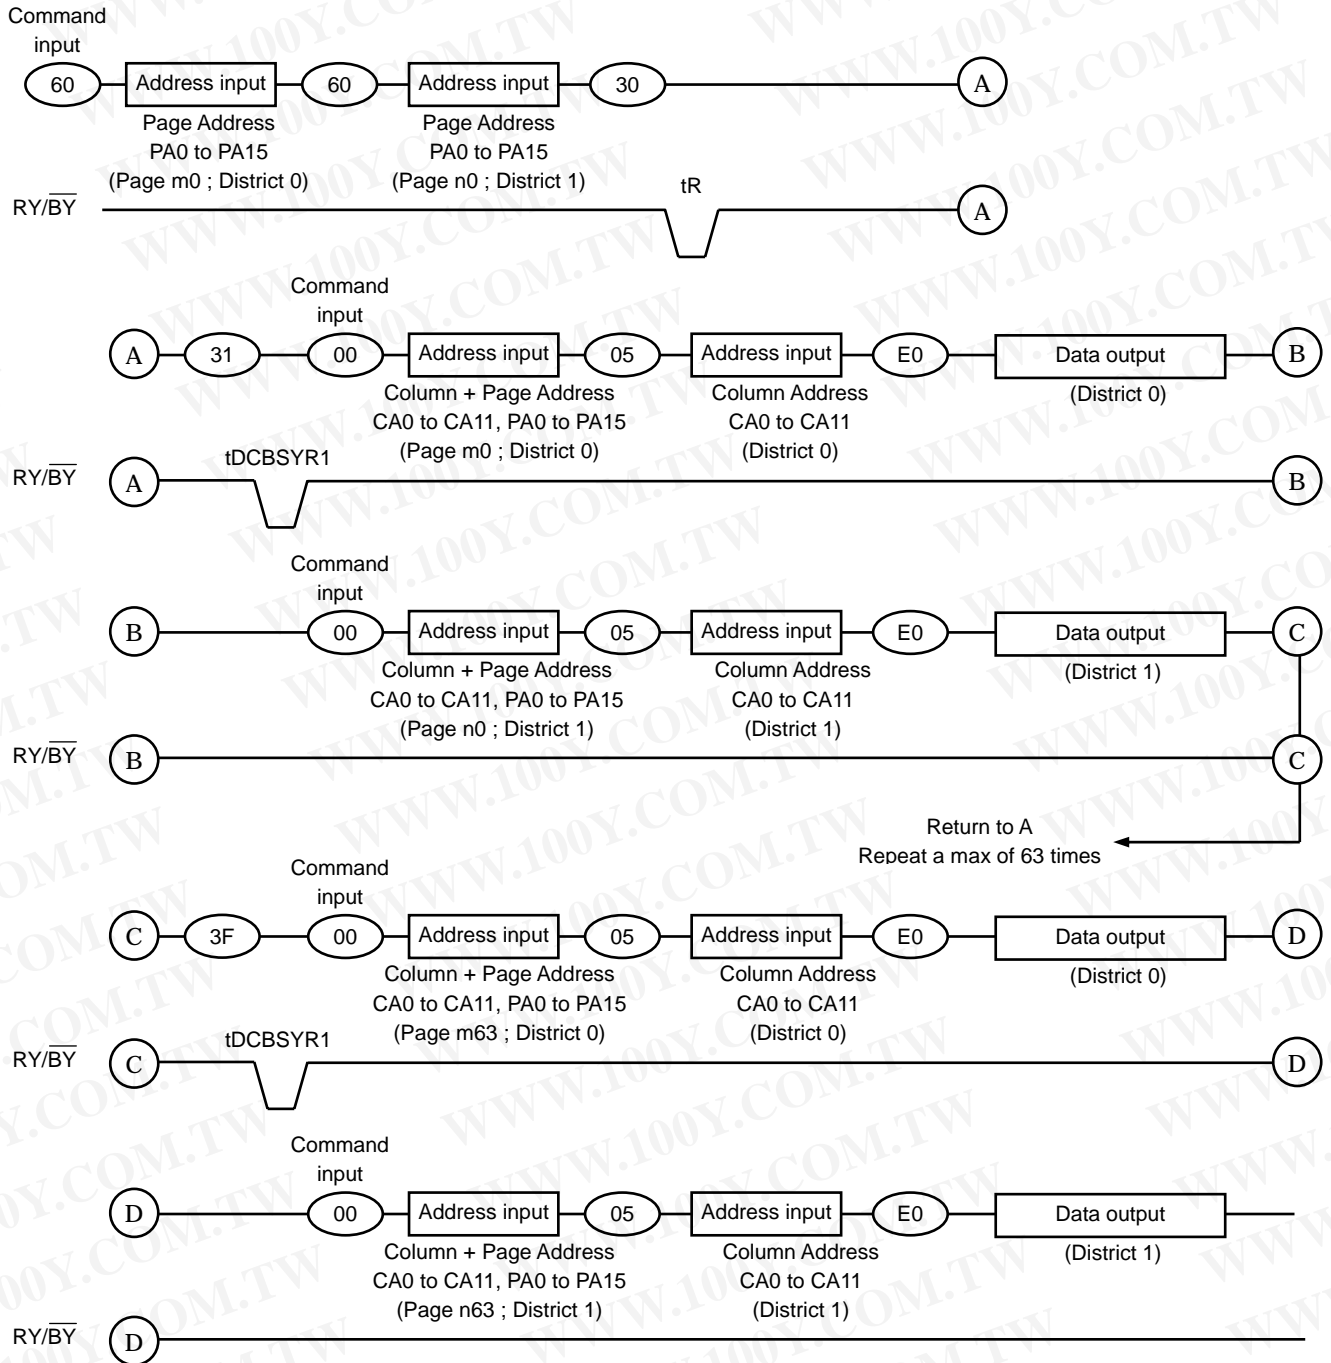 Command
input
60 Address input 60 Address input 30 A
Page Address Page Address
PA0 to PA15 PA0 to PA15
(Page m0 ; District 0) (Page n0 ; District 1) tR
RY/BY A
Command
input
A 31 00 Address input 05 Address input E0 Data output B
Column + Page Address Column Address (District 0)
CA0 to CA11, PA0 to PA15 CA0 to CA11
(Page m0 ; District 0) (District 0)
tDCBSYR1
RY/BY A B
Command
input
B 00 Address input 05 Address input E0 Data output C
Column + Page Address Column Address (District 1)
CA0 to CA11, PA0 to PA15 CA0 to CA11
(Page n0 ; District 1) (District 1)
RY/BY B C
Return to A
Repeat a max of 63 times
Command
input
C 3F 00 Address input 05 Address input E0 Data output D
Column + Page Address Column Address (District 0)
CA0 to CA11, PA0 to PA15 CA0 to CA11
(Page m63 ; District 0) (District 0)
tDCBSYR1
RY/BY C D
Command
input
D 00 Address input 05 Address input E0 Data output
Column + Page Address Column Address (District 1)
CA0 to CA11, PA0 to PA15 CA0 to CA11
(Page n63 ; District 1) (District 1)
RY/BY D
WWW.100Y.COM.TW